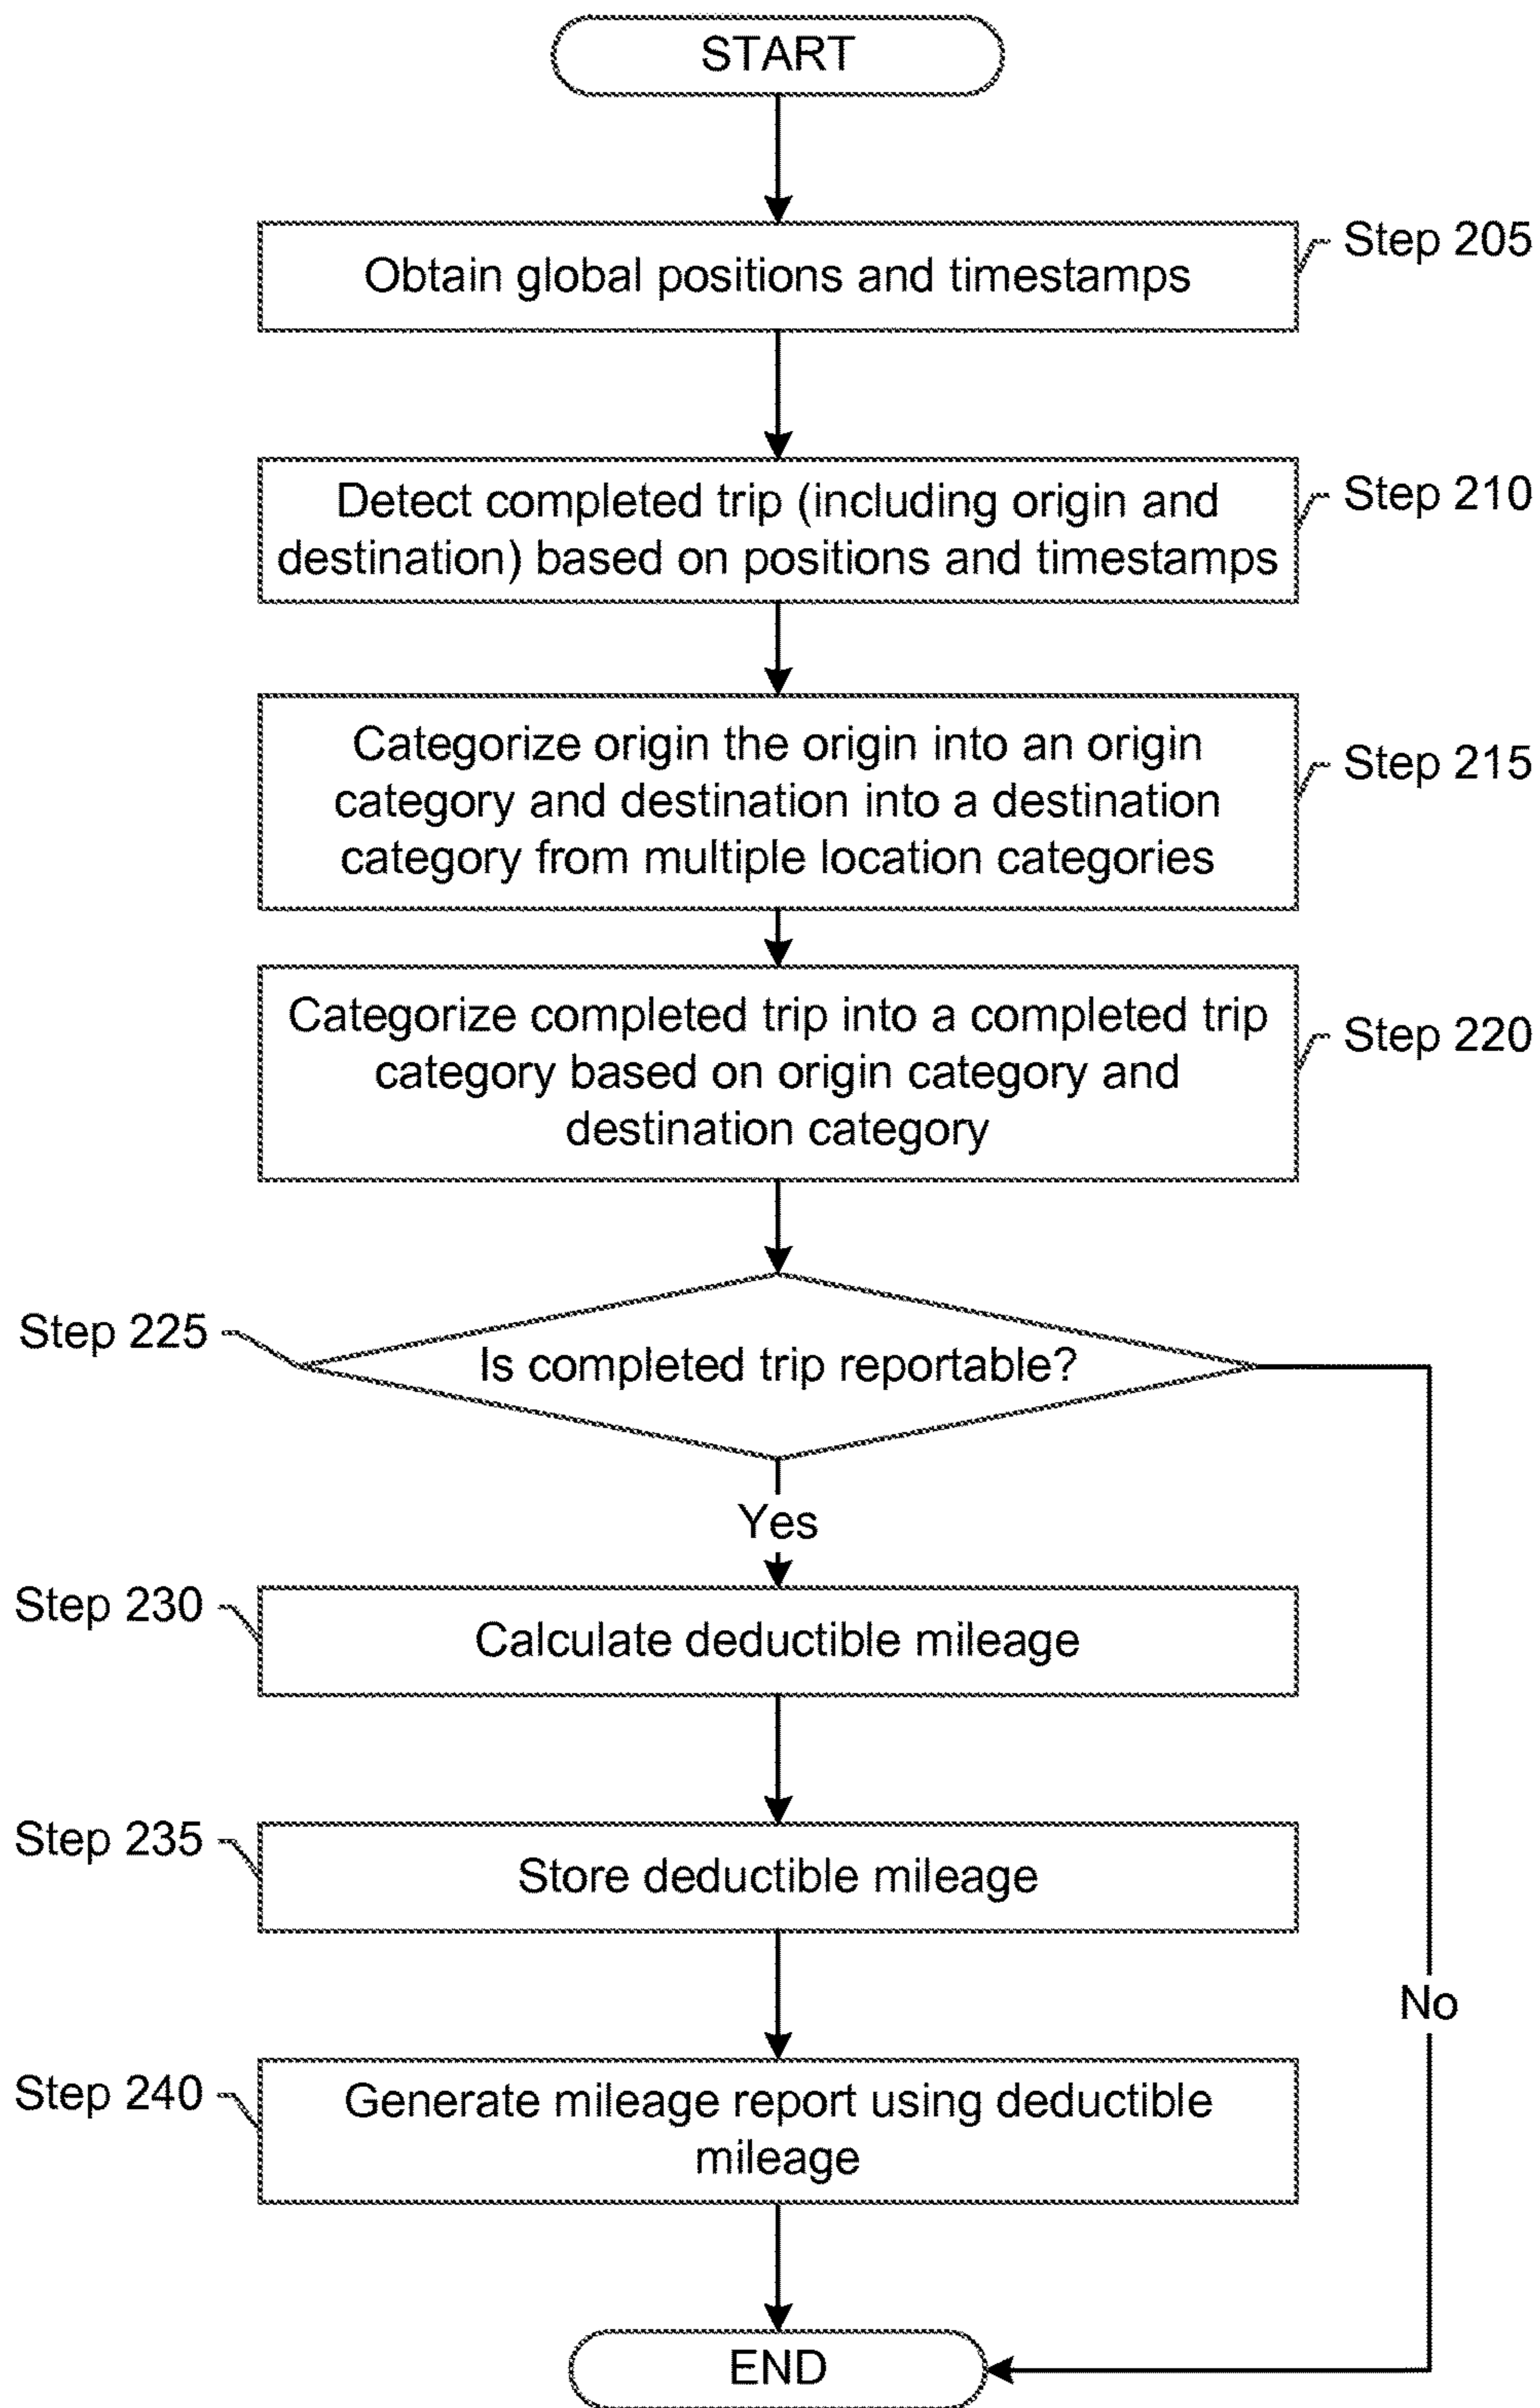 START
Obtain global positions and timestamps
Step 205
Detect completed trip (including origin and
destination) based on positions and timestamps
Step 210
Categorize origin the origin into an origin
category and destination into a destination
category from multiple location categories
Step 215
Categorize completed trip into a completed trip
category based on origin category and
destination category
Step 220
Step 225
Is completed trip reportable?
Yes
Step 230
Calculate deductible mileage
Step 235
Store deductible mileage
No
Step 240
Generate mileage report using deductible
mileage
END